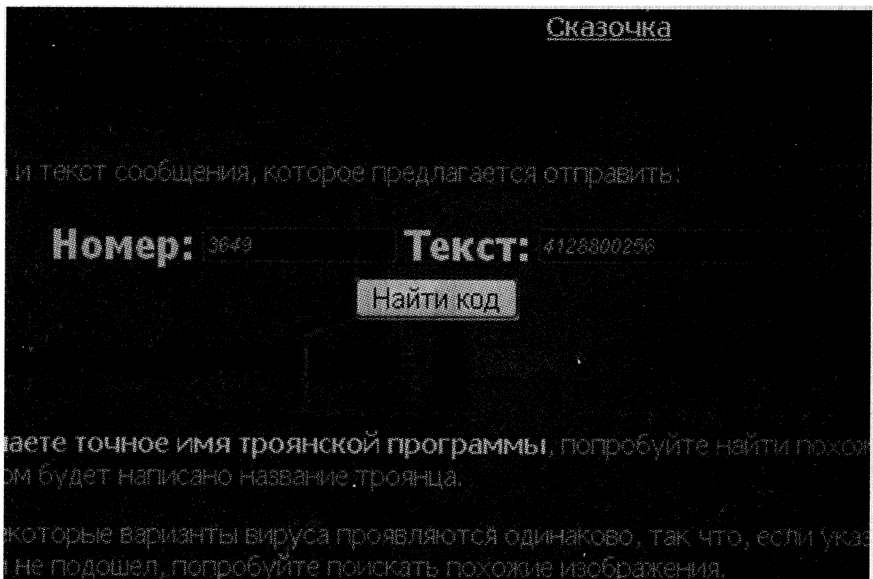 Сказочка
и текст сообщения, которое предлагается отправить:
Номер: 3649 Текст: 4128800256
Найти код
наете точное имя троянской программы, попробуйте найти похож
ом будет написано название троянца.
екоторые варианты вируса проявляются одинаково, так что, если указ
не подошел, попробуйте поискать похожие изображения.